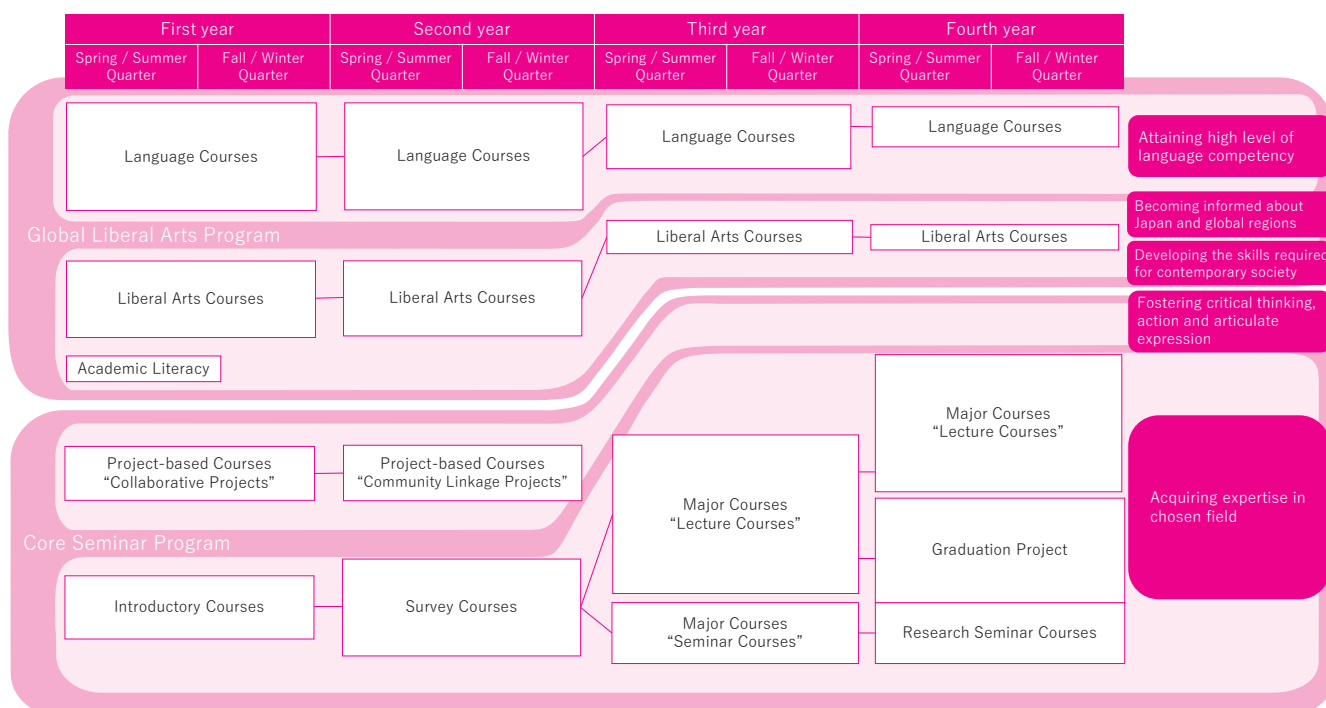 First year
Second year
Third year
Fourth year
Spring / Summer
Quarter
Fall / Winter
Quarter
Spring / Summer
Quarter
Fall / Winter
Quarter
Spring / Summer
Quarter
Fall / Winter
Quarter
Spring / Summer
Quarter
Fall / Winter
Quarter
Language Courses
Language Courses
Language Courses
Language Courses
Attaining high level of
language competency
Global Liberal Arts Program
Liberal Arts Courses
Liberal Arts Courses
Liberal Arts Courses
Liberal Arts Courses
Becoming informed about
Japan and global regions
Developing the skills required
for contemporary society
Academic Literacy
Fostering critical thinking,
action and articulate
expression
Project-based Courses
“Collaborative Projects”
Project-based Courses
“Community Linkage Projects”
Core Seminar Program
Introductory Courses
Survey Courses
Major Courses
“Lecture Courses”
Major Courses
“Seminar Courses”
Major Courses
“Lecture Courses”
Graduation Project
Research Seminar Courses
Acquiring expertise in
chosen field